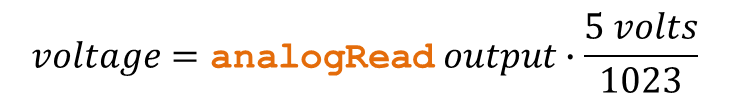 voltage = analogRead output · 5 volts / 1023